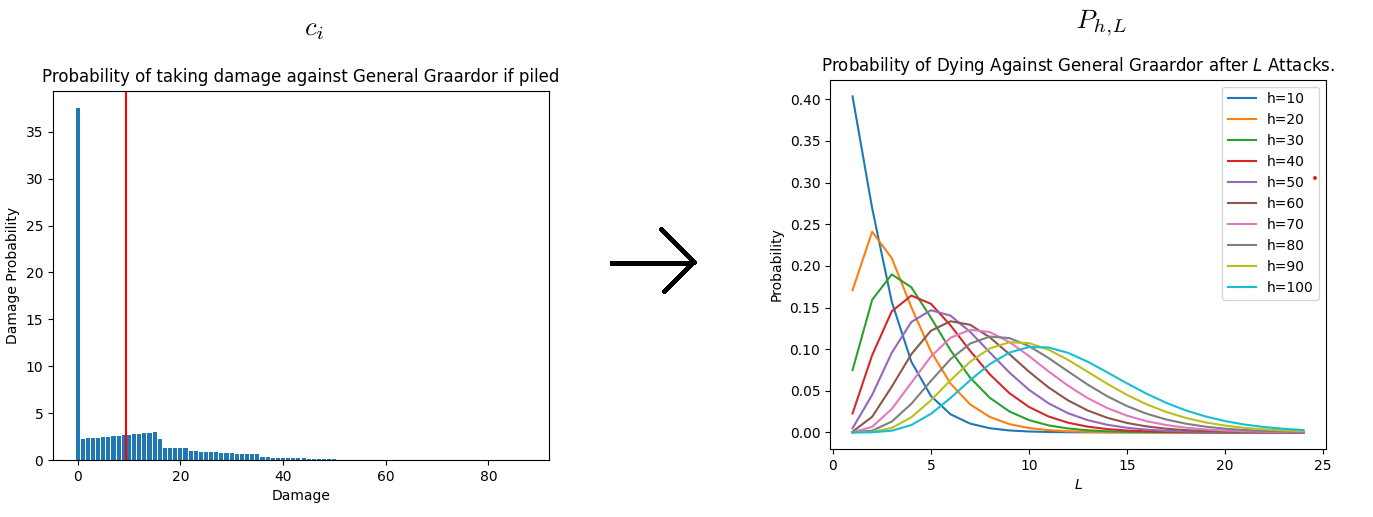 c_i
Probability of taking damage against General Graardor if piled
35
30
25
20
15
10
5
0
Damage Probability
0 20 40 60 80
Damage
P_{h,L}
Probability of Dying Against General Graardor after L Attacks.
0.40
0.35
0.30
0.25
0.20
0.15
0.10
0.05
0.00
Probability
h=10
h=20
h=30
h=40
h=50
h=60
h=70
h=80
h=90
h=100
0 5 10 15 20 25
L